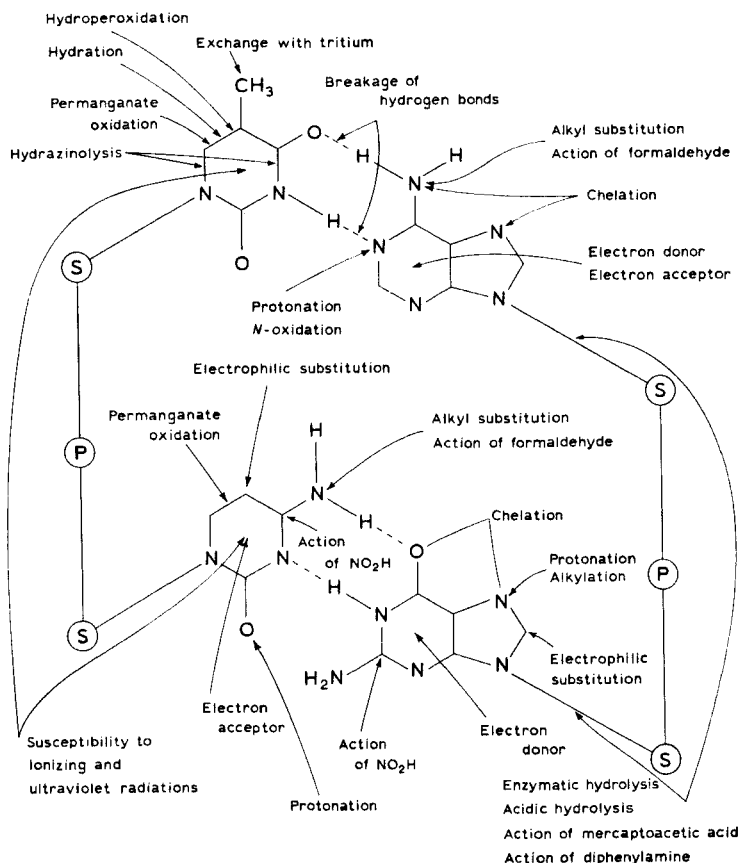 Hydroperoxidation
Hydration
Exchange with tritium
CH3
Permanganate
oxidation
Breakage of
hydrogen bonds
O
Hydrazinolysis
H
H
Alkyl substitution
Action of formaldehyde
N
Chelation
N
N
H
N
N
O
S
Electron donor
Electron acceptor
N
N
Protonation
N-oxidation
Electrophilic substitution
S
Permanganate
oxidation
H
Alkyl substitution
Action of formaldehyde
P
N
H
Chelation
O
Action
of NO2H
N
N
H
Protonation
Alkylation
P
N
N
S
O
H2N
N
N
Electrophilic
substitution
Electron
acceptor
Susceptibility to
ionizing and
ultraviolet radiations
Action
of NO2H
Electron
donor
S
Protonation
Enzymatic hydrolysis
Acidic hydrolysis
Action of mercaptoacetic acid
Action of diphenylamine